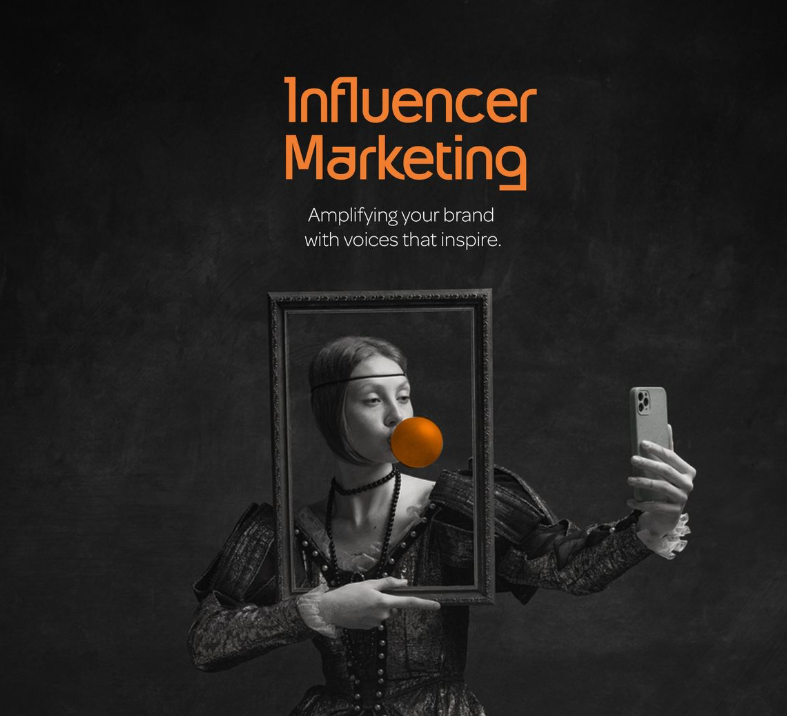 Influencer
Marketing
Amplifying your brand
with voices that inspire.